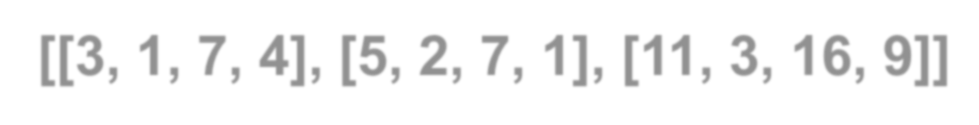 [[3, 1, 7, 4], [5, 2, 7, 1], [11, 3, 16, 9]]